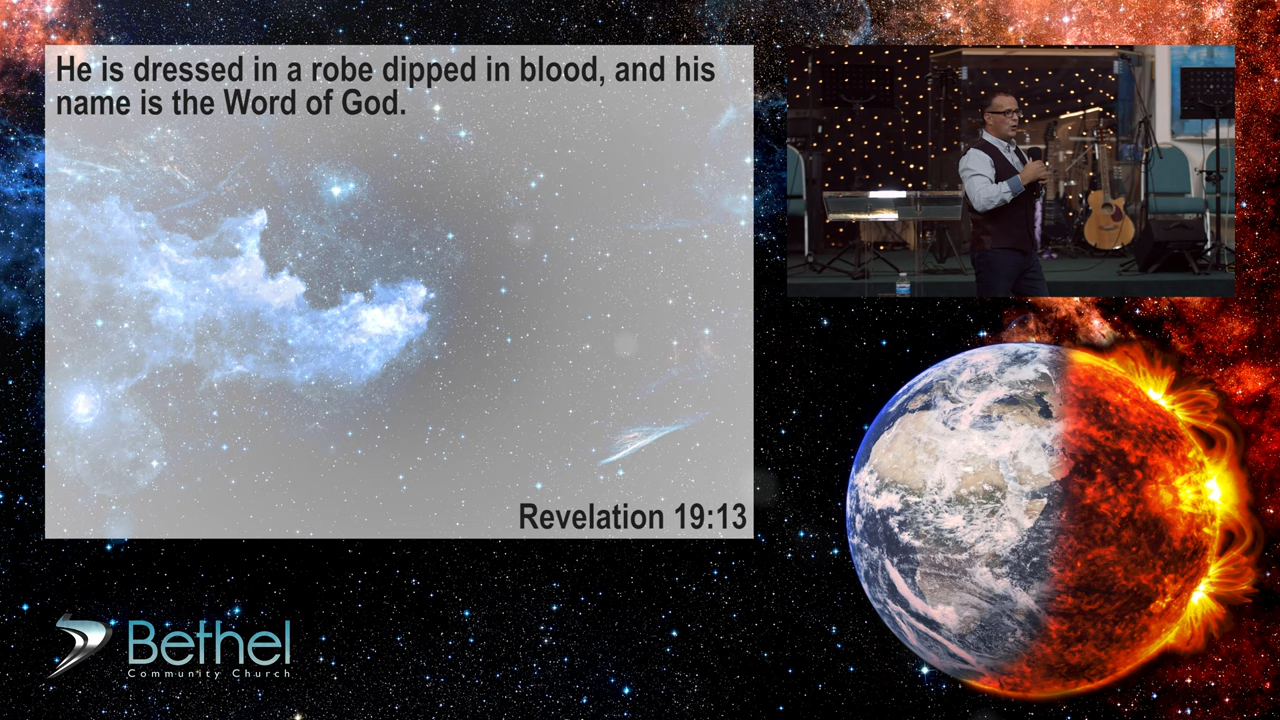 He is dressed in a robe dipped in blood, and his
name is the Word of God.
Revelation 19:13
Bethel
Community Church